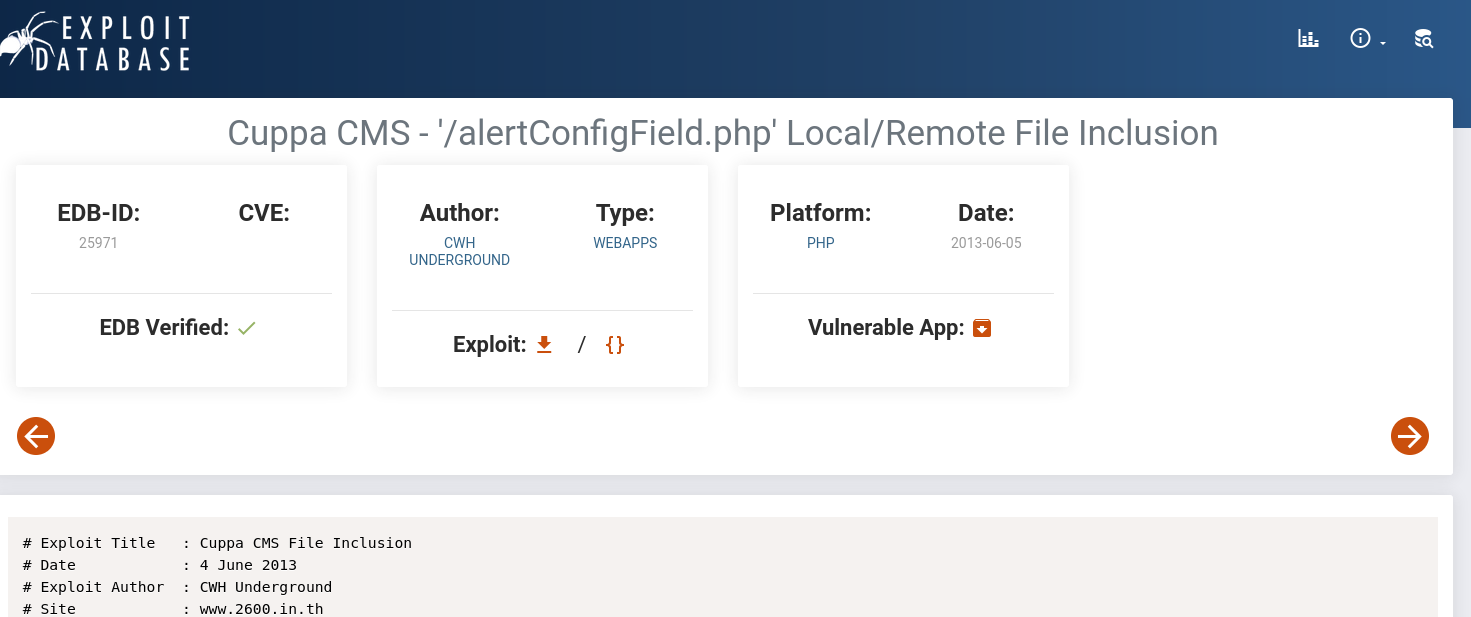 EXPLOIT
DATABASE
Cuppa CMS - '/alertConfigField.php' Local/Remote File Inclusion
EDB-ID:
25971
CVE:
EDB Verified:
Author:
CWH
UNDERGROUND
Type:
WEBAPPS
Exploit: / {}
Platform:
PHP
Date:
2013-06-05
Vulnerable App:
# Exploit Title   : Cuppa CMS File Inclusion
# Date            : 4 June 2013
# Exploit Author  : CWH Underground
# Site            : www.2600.in.th